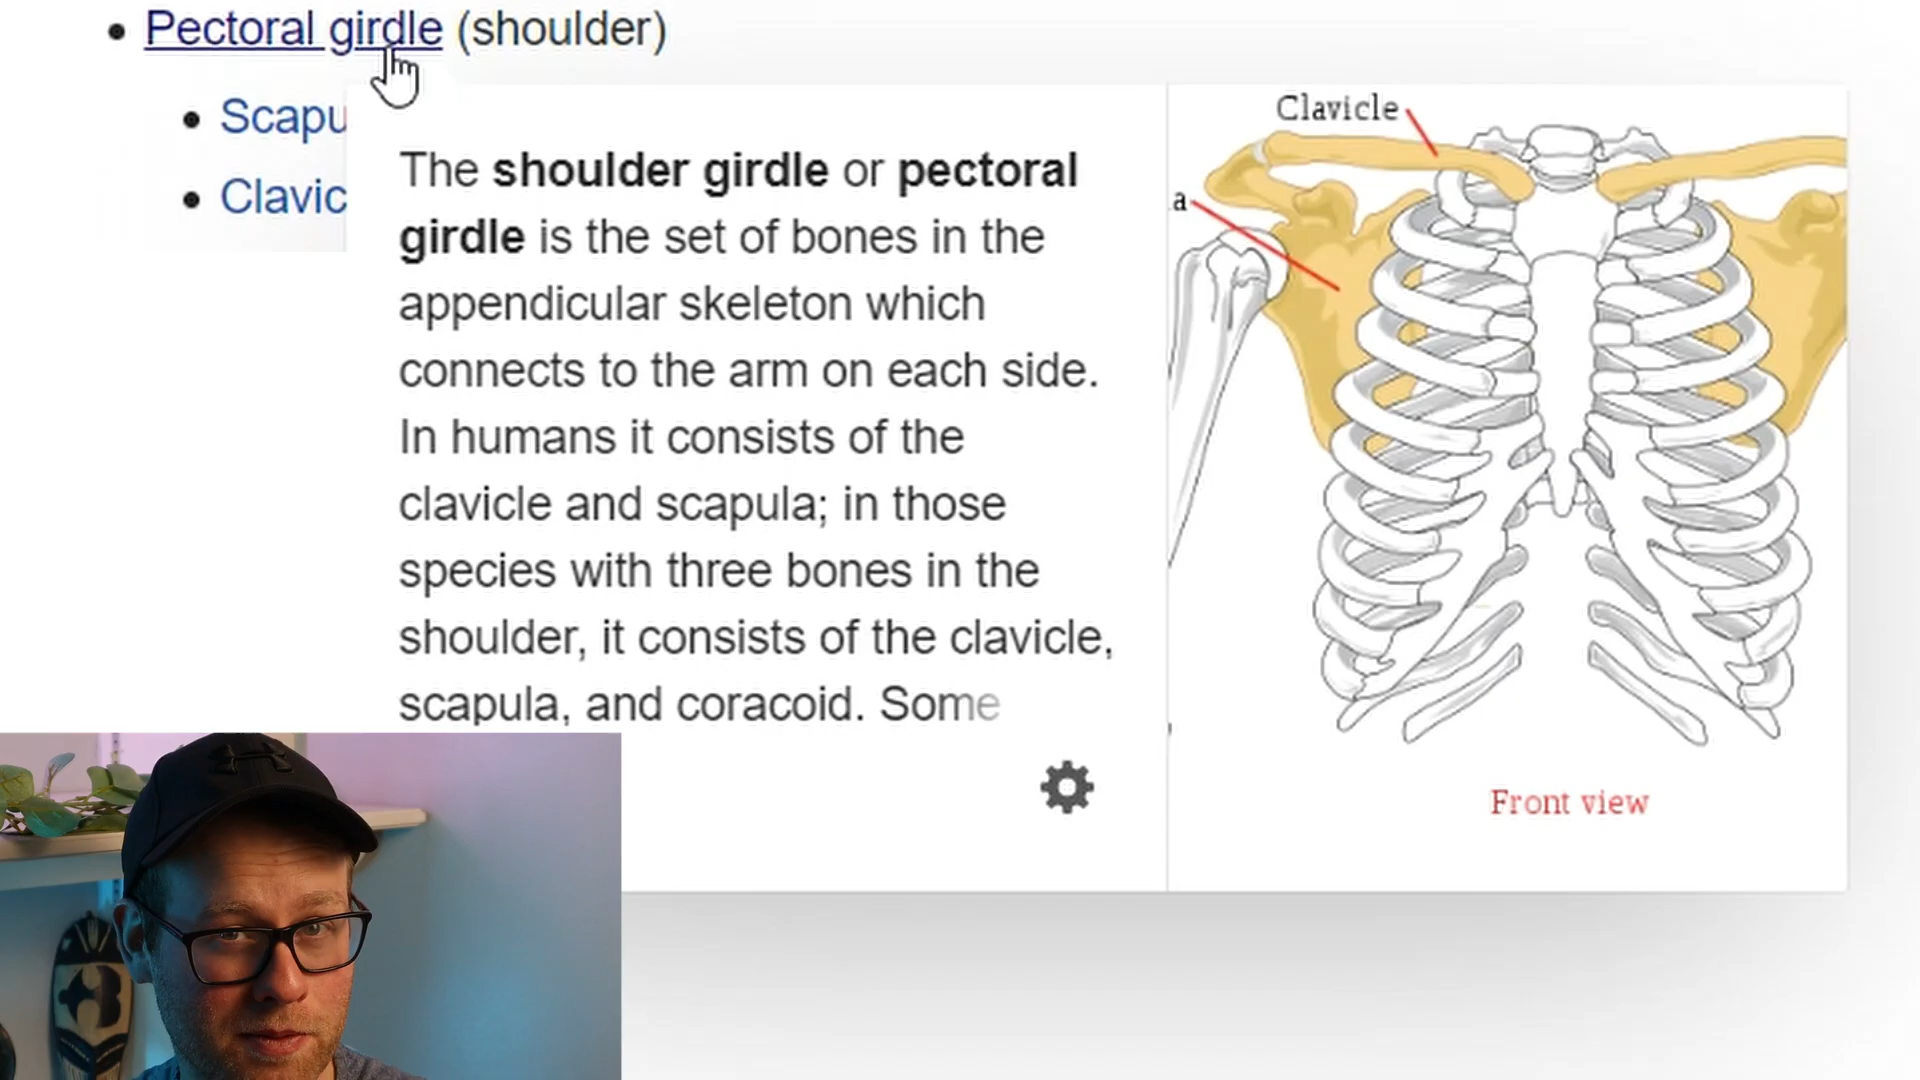 Pectoral girdle (shoulder)
Scapu
Clavic
The shoulder girdle or pectoral
girdle is the set of bones in the
appendicular skeleton which
connects to the arm on each side.
In humans it consists of the
clavicle and scapula; in those
species with three bones in the
shoulder, it consists of the clavicle,
scapula, and coracoid. Some
Clavicle
a
Front view